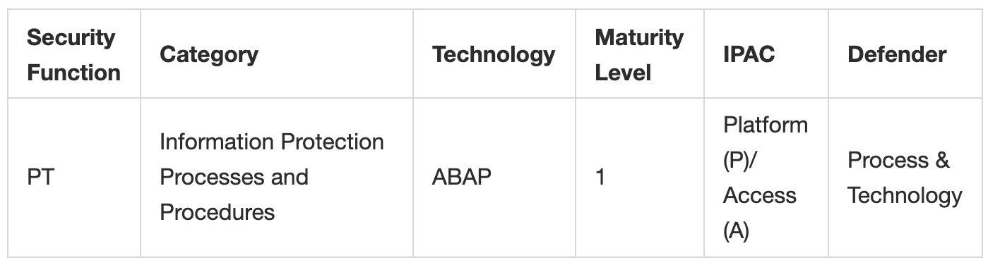 Security
Function
Category
Technology
Maturity
Level
IPAC
Defender
PT
Information Protection
Processes and
Procedures
ABAP
1
Platform
(P)/
Access
(A)
Process &
Technology